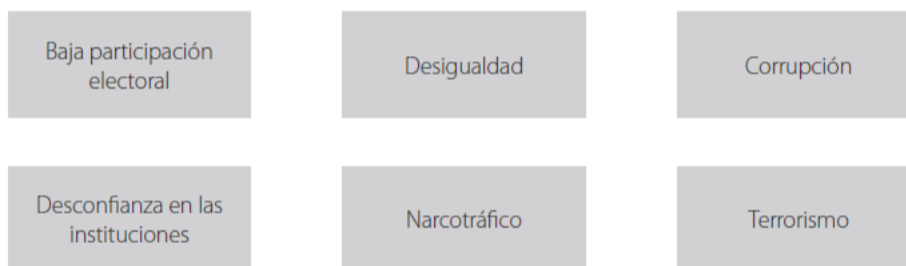 Baja participación
electoral
Desigualdad
Corrupción
Desconfianza en las
instituciones
Narcotráfico
Terrorismo